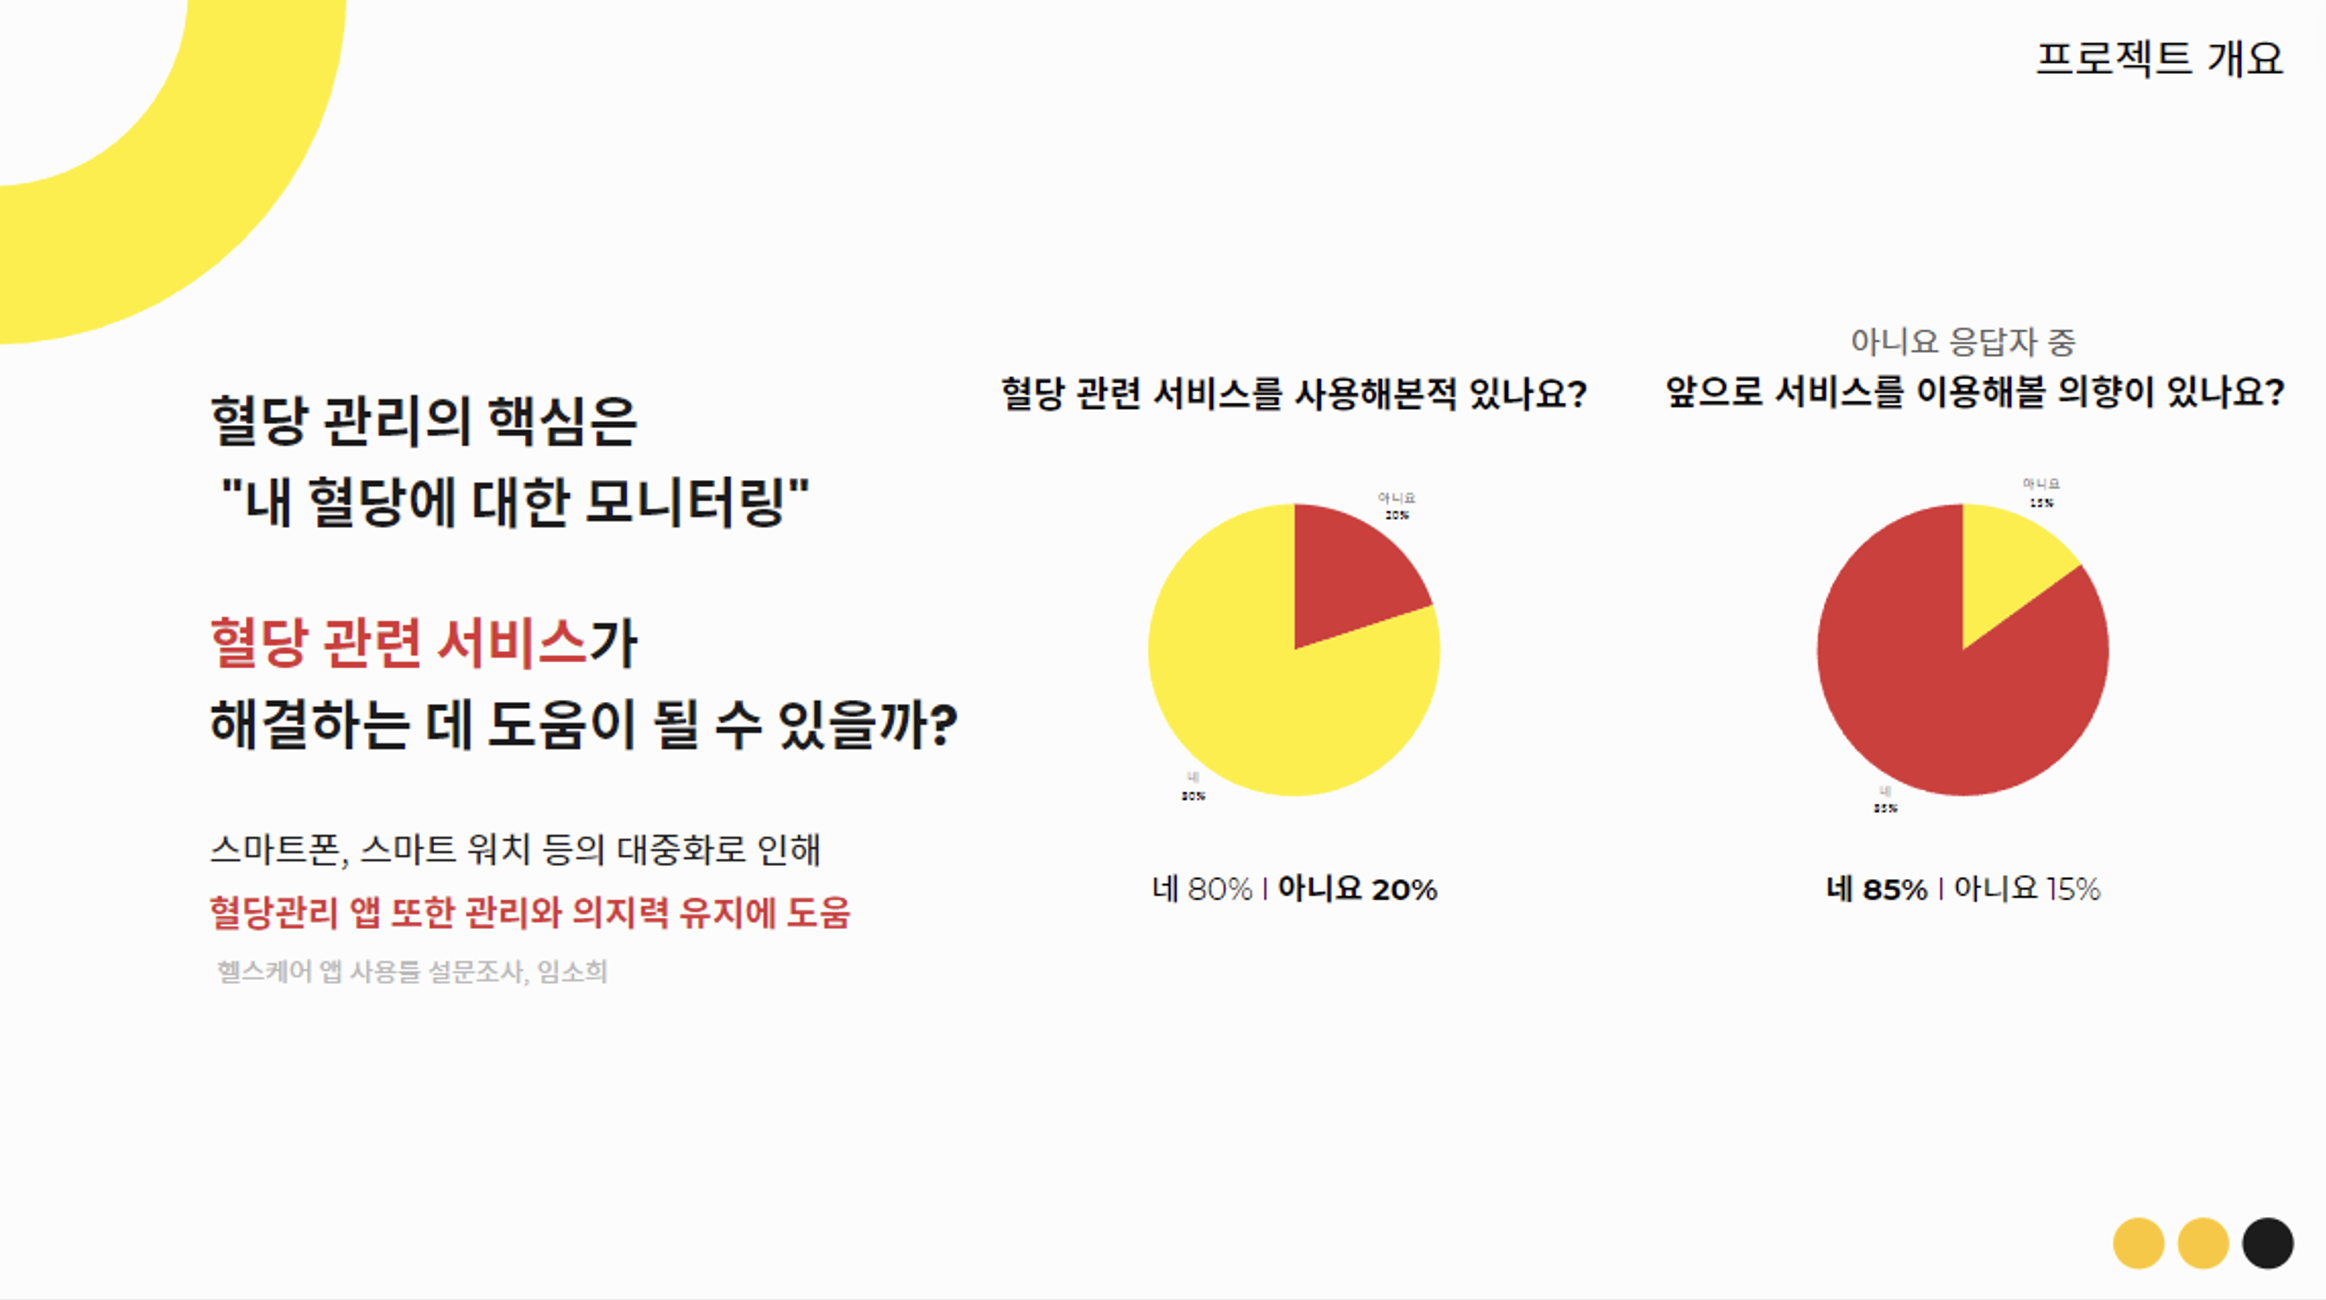 프로젝트 개요
혈당 관리의 핵심은
"내 혈당에 대한 모니터링"
혈당 관련 서비스가
해결하는 데 도움이 될 수 있을까?
스마트폰, 스마트 워치 등의 대중화로 인해
혈당관리 앱 또한 관리와 의지력 유지에 도움
헬스케어 앱 사용들 설문조사, 임소희
혈당 관련 서비스를 사용해본적 있나요?
아니요
20%
네
80%
네 80% | 아니요 20%
아니요 응답자 중
앞으로 서비스를 이용해볼 의향이 있나요?
아니요
15%
네
85%
네 85% | 아니요 15%